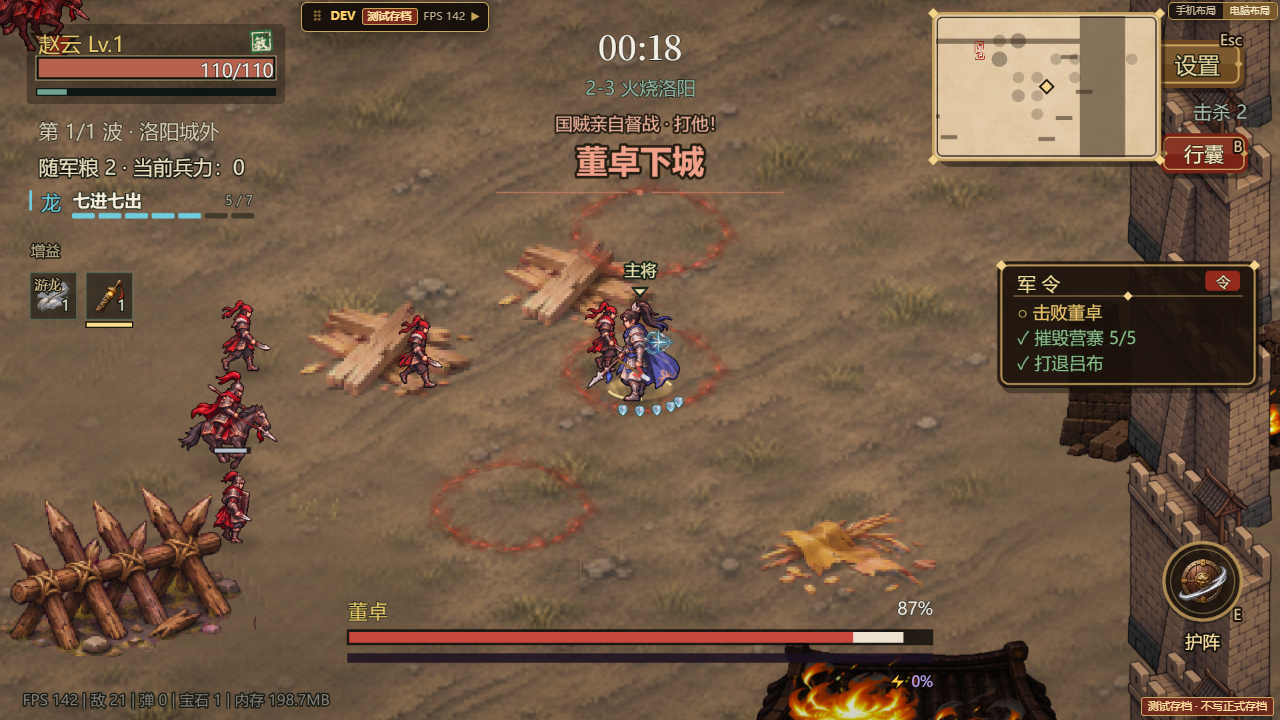 DEV 测试存档 FPS 142 ▶
手机布局 电脑布局
赵云 Lv.1
敌
110/110
00:18
2-3 火烧洛阳
国贼亲自督战 · 打他！
董卓下城
Esc
设置
击杀 2
行囊 B
第 1/1 波 · 洛阳城外
随军粮 2 · 当前兵力：0
龙 七进七出 5 / 7
增益
游龙 1
1
主将
军 令 令
○ 击败董卓
✓ 摧毁营寨 5/5
✓ 打退吕布
E
护阵
董卓 87%
⚡0%
FPS 142 | 敌 21 | 弹 0 | 宝石 1 | 内存 198.7MB
测试存档 · 不写正式存档